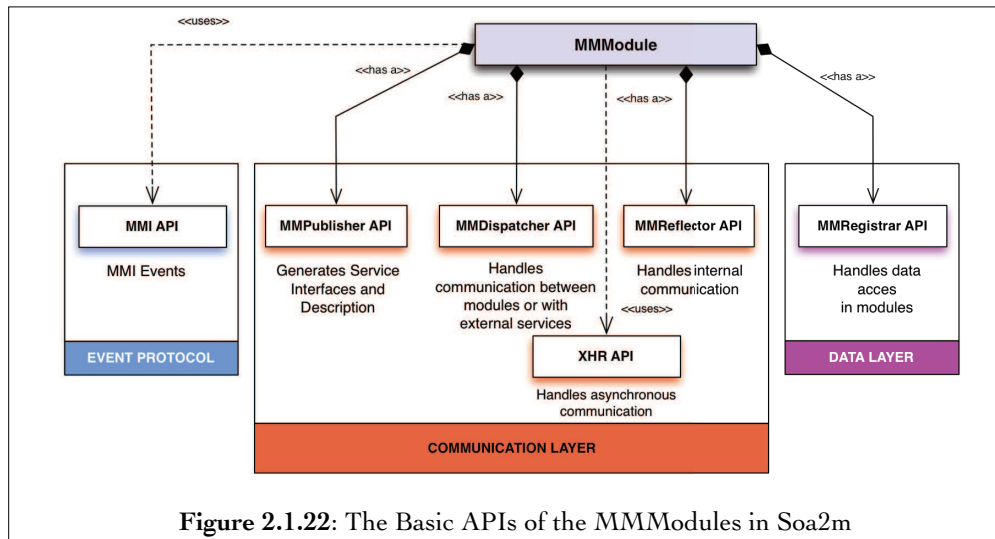 <<uses>>
MMModule
<<has a>>
<<has a>>
<<has a>>
<<has a>>
MMI API
MMI Events
EVENT PROTOCOL
MMPublisher API
Generates Service
Interfaces and
Description
MMDispatcher API
Handles
communication between
modules or with
external services
MMReflector API
Handles internal
communication
<<uses>>
XHR API
Handles asynchronous
communication
COMMUNICATION LAYER
MMRegistrar API
Handles data
acces
in modules
DATA LAYER
Figure 2.1.22: The Basic APIs of the MMModules in Soa2m